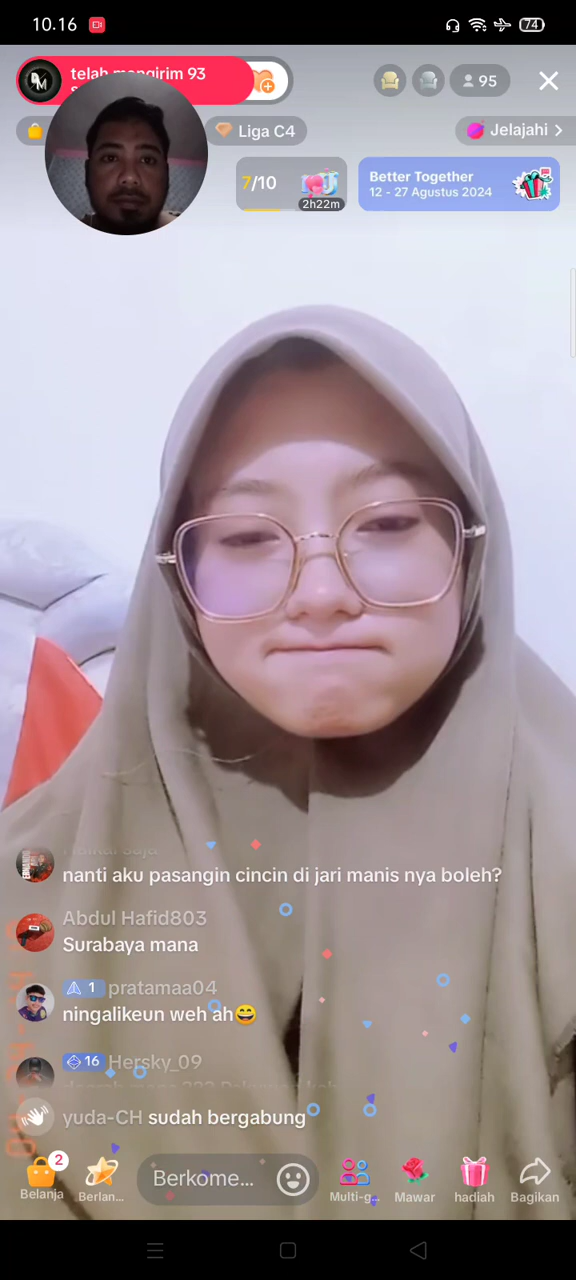 10.16
74
telah mengirim 93
95
Liga C4
Jelajahi >
7/10
2h22m
Better Together
12 - 27 Agustus 2024
nanti aku pasangin cincin di jari manis nya boleh?
Abdul Hafid803
Surabaya mana
1 pratamaa04
ningalikeun weh ah😄
16 Hersky_09
yuda-CH sudah bergabung
2
Belanja
Berlan...
Berkome...
Multi-g...
Mawar
hadiah
Bagikan